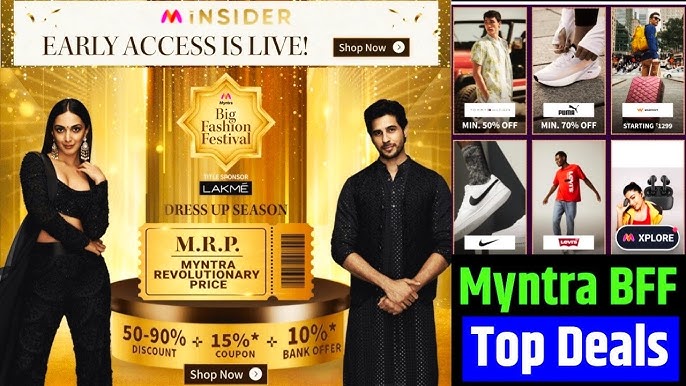 M iNSIDER
EARLY ACCESS IS LIVE!
Shop Now >
Myntra
Big
Fashion
Festival
TITLE SPONSOR
LAKMĒ
DRESS UP SEASON
M.R.P.
MYNTRA
REVOLUTIONARY
PRICE
50-90%
DISCOUNT
+
15%*
COUPON
+
10%*
BANK OFFER
Shop Now >
MIN. 50% OFF
PUMA
MIN. 70% OFF
STARTING ₹1299
Levi's
XPLORE
Myntra BFF
Top Deals